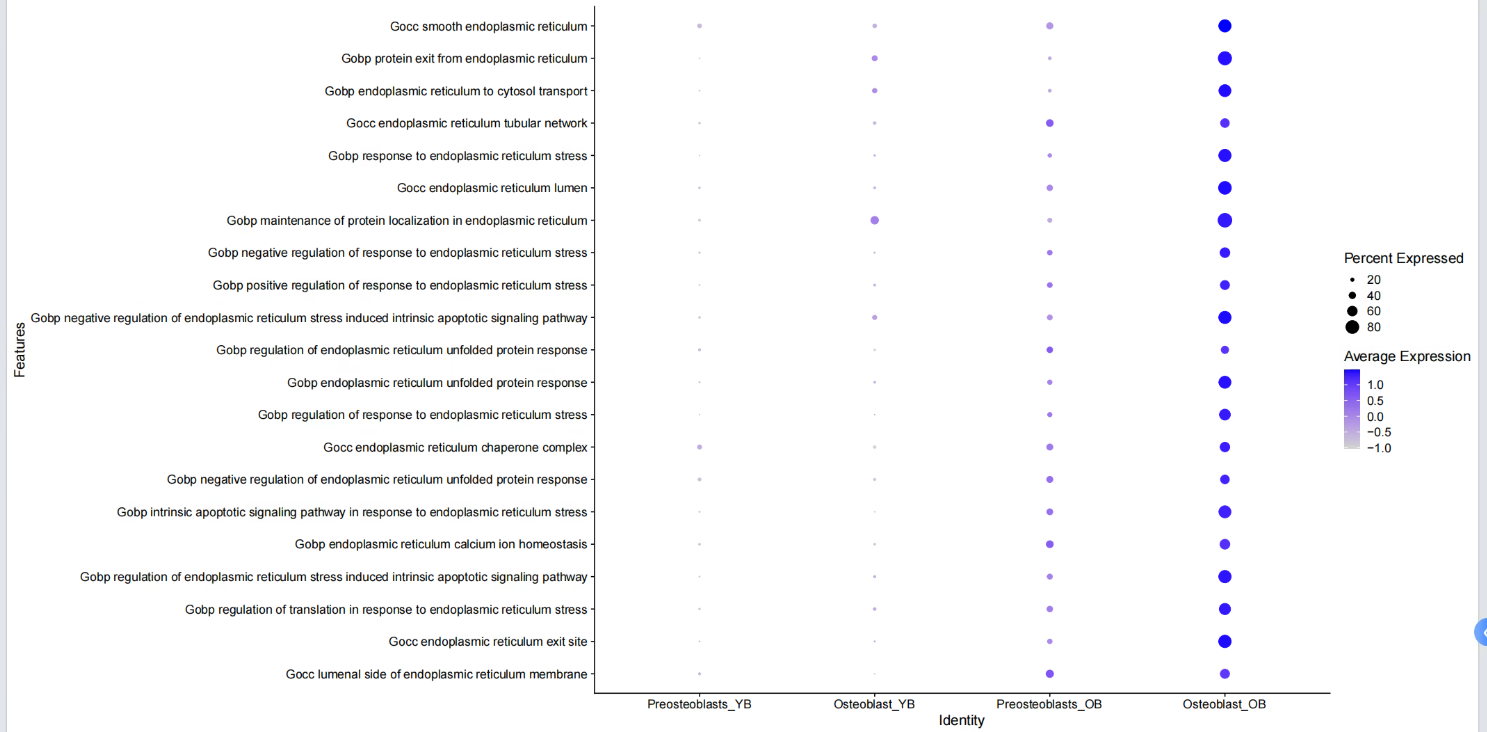 Gocc smooth endoplasmic reticulum
Gobp protein exit from endoplasmic reticulum
Gobp endoplasmic reticulum to cytosol transport
Gocc endoplasmic reticulum tubular network
Gobp response to endoplasmic reticulum stress
Gocc endoplasmic reticulum lumen
Gobp maintenance of protein localization in endoplasmic reticulum
Gobp negative regulation of response to endoplasmic reticulum stress
Gobp positive regulation of response to endoplasmic reticulum stress
Gobp negative regulation of endoplasmic reticulum stress induced intrinsic apoptotic signaling pathway
Gobp regulation of endoplasmic reticulum unfolded protein response
Gobp endoplasmic reticulum unfolded protein response
Gobp regulation of response to endoplasmic reticulum stress
Gocc endoplasmic reticulum chaperone complex
Gobp negative regulation of endoplasmic reticulum unfolded protein response
Gobp intrinsic apoptotic signaling pathway in response to endoplasmic reticulum stress
Gobp endoplasmic reticulum calcium ion homeostasis
Gobp regulation of endoplasmic reticulum stress induced intrinsic apoptotic signaling pathway
Gobp regulation of translation in response to endoplasmic reticulum stress
Gocc endoplasmic reticulum exit site
Gocc lumenal side of endoplasmic reticulum membrane
Features
Preosteoblasts_YB
Osteoblast_YB
Preosteoblasts_OB
Osteoblast_OB
Identity
Percent Expressed
20
40
60
80
Average Expression
1.0
0.5
0.0
−0.5
−1.0